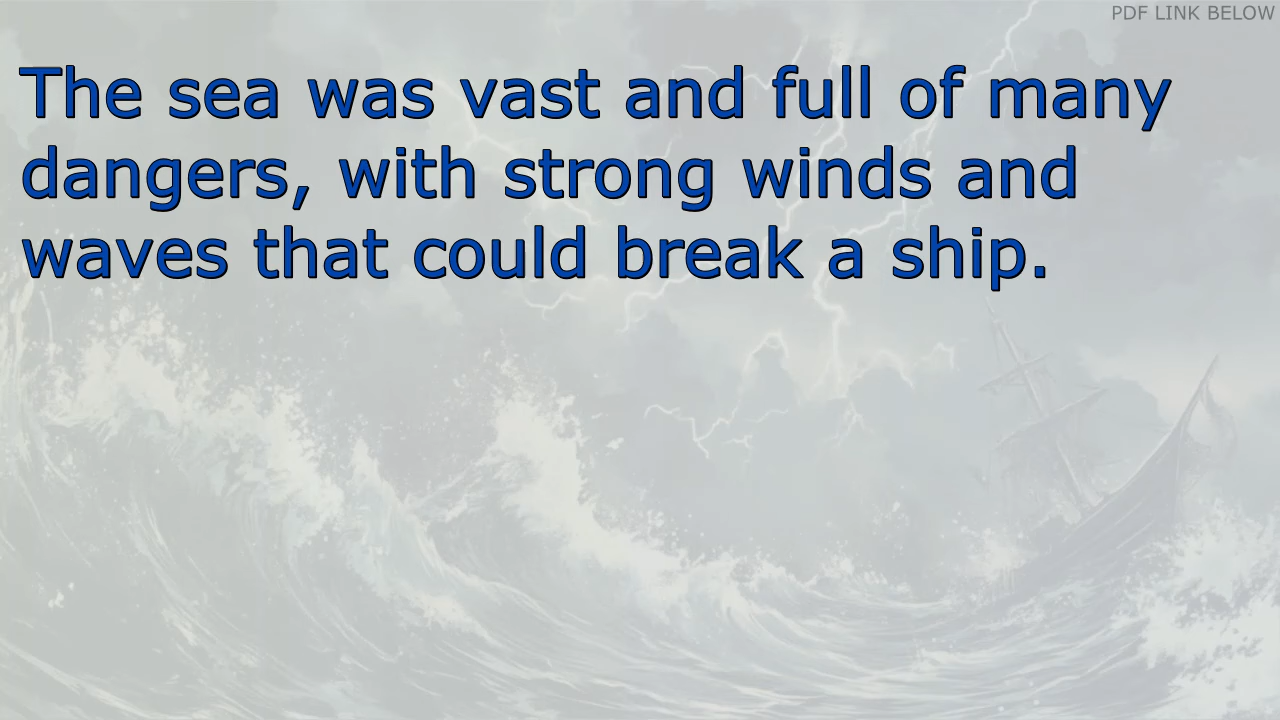 PDF LINK BELOW
The sea was vast and full of many
dangers, with strong winds and
waves that could break a ship.